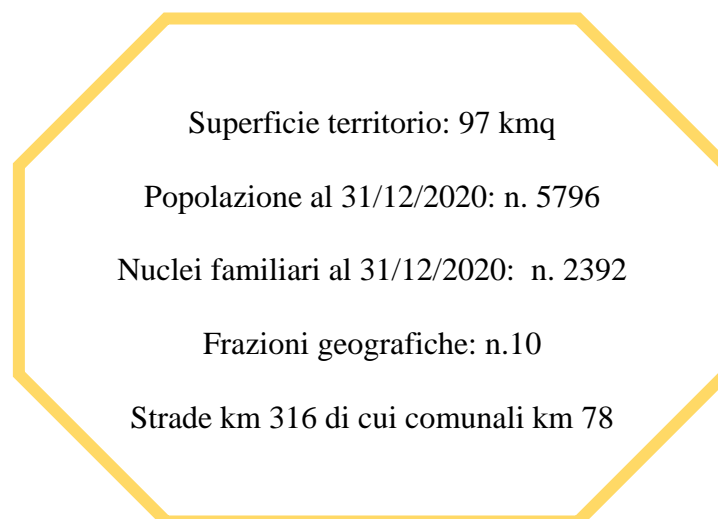 Superficie territorio: 97 kmq
Popolazione al 31/12/2020: n. 5796
Nuclei familiari al 31/12/2020:  n. 2392
Frazioni geografiche: n.10
Strade km 316 di cui comunali km 78